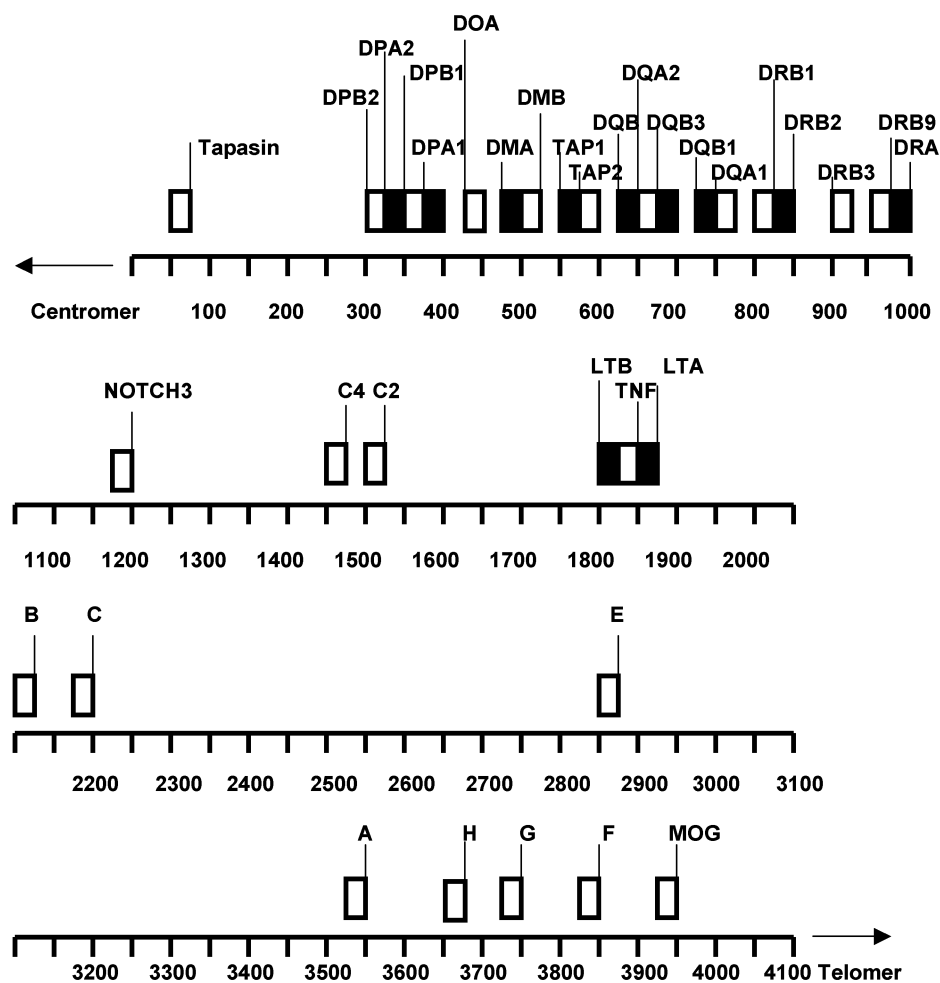 DOA
DPA2
DPB1 DQA2 DRB1
DPB2 DMB
DQB DQB3 DRB2 DRB9
Tapasin DPA1 DMA TAP1 DQB1 DRA
TAP2 DQA1 DRB3
Centromer 100 200 300 400 500 600 700 800 900 1000
LTB LTA
NOTCH3 C4 C2 TNF
1100 1200 1300 1400 1500 1600 1700 1800 1900 2000
B C E
2200 2300 2400 2500 2600 2700 2800 2900 3000 3100
A H G F MOG
3200 3300 3400 3500 3600 3700 3800 3900 4000 4100 Telomer